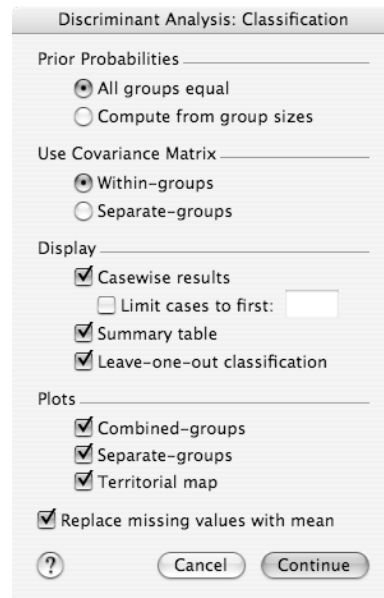 Discriminant Analysis: Classification
Prior Probabilities
All groups equal
Compute from group sizes
Use Covariance Matrix
Within-groups
Separate-groups
Display
Casewise results
Limit cases to first:
Summary table
Leave-one-out classification
Plots
Combined-groups
Separate-groups
Territorial map
Replace missing values with mean
? Cancel Continue